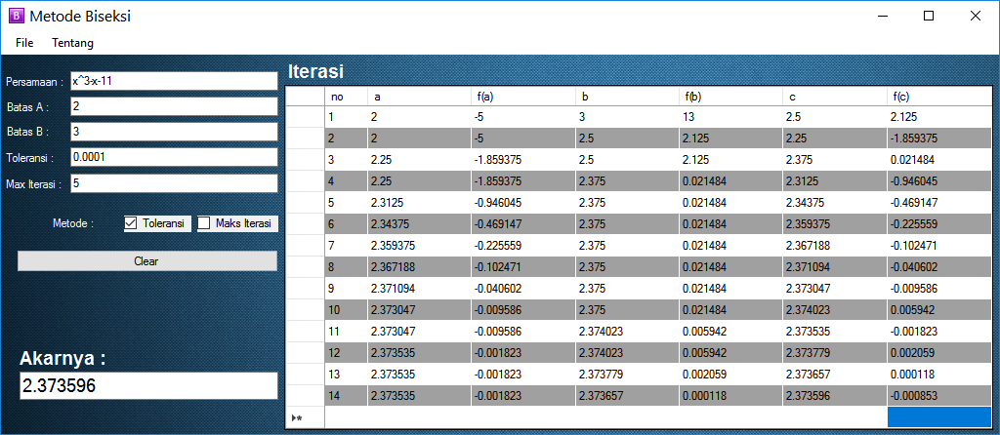 B Metode Biseksi
File Tentang
Persamaan : x^3-x-11
Batas A : 2
Batas B : 3
Toleransi : 0.0001
Max Iterasi : 5
Metode : Toleransi Maks Iterasi
Clear
Akarnya :
2.373596
Iterasi
no a f(a) b f(b) c f(c)
1 2 -5 3 13 2.5 2.125
2 2 -5 2.5 2.125 2.25 -1.859375
3 2.25 -1.859375 2.5 2.125 2.375 0.021484
4 2.25 -1.859375 2.375 0.021484 2.3125 -0.946045
5 2.3125 -0.946045 2.375 0.021484 2.34375 -0.469147
6 2.34375 -0.469147 2.375 0.021484 2.359375 -0.225559
7 2.359375 -0.225559 2.375 0.021484 2.367188 -0.102471
8 2.367188 -0.102471 2.375 0.021484 2.371094 -0.040602
9 2.371094 -0.040602 2.375 0.021484 2.373047 -0.009586
10 2.373047 -0.009586 2.375 0.021484 2.374023 0.005942
11 2.373047 -0.009586 2.374023 0.005942 2.373535 -0.001823
12 2.373535 -0.001823 2.374023 0.005942 2.373779 0.002059
13 2.373535 -0.001823 2.373779 0.002059 2.373657 0.000118
14 2.373535 -0.001823 2.373657 0.000118 2.373596 -0.000853